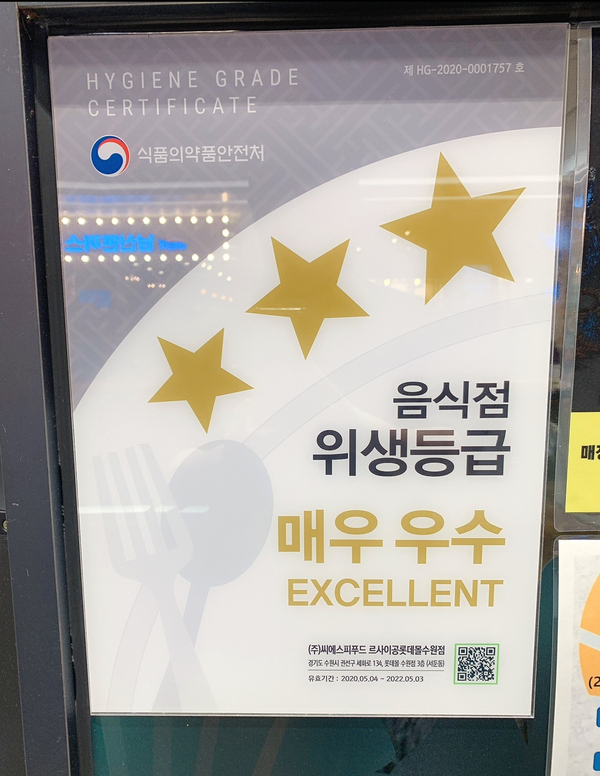 HYGIENE GRADE
CERTIFICATE
제 HG-2020-0001757 호
식품의약품안전처
음식점
위생등급
매우 우수
EXCELLENT
(주)씨에스피푸드 르사이공롯데몰수원점
경기도 수원시 권선구 세화로 134, 롯데몰 수원점 3층 (서둔동)
유효기간 : 2020.05.04 ~ 2022.05.03
(2